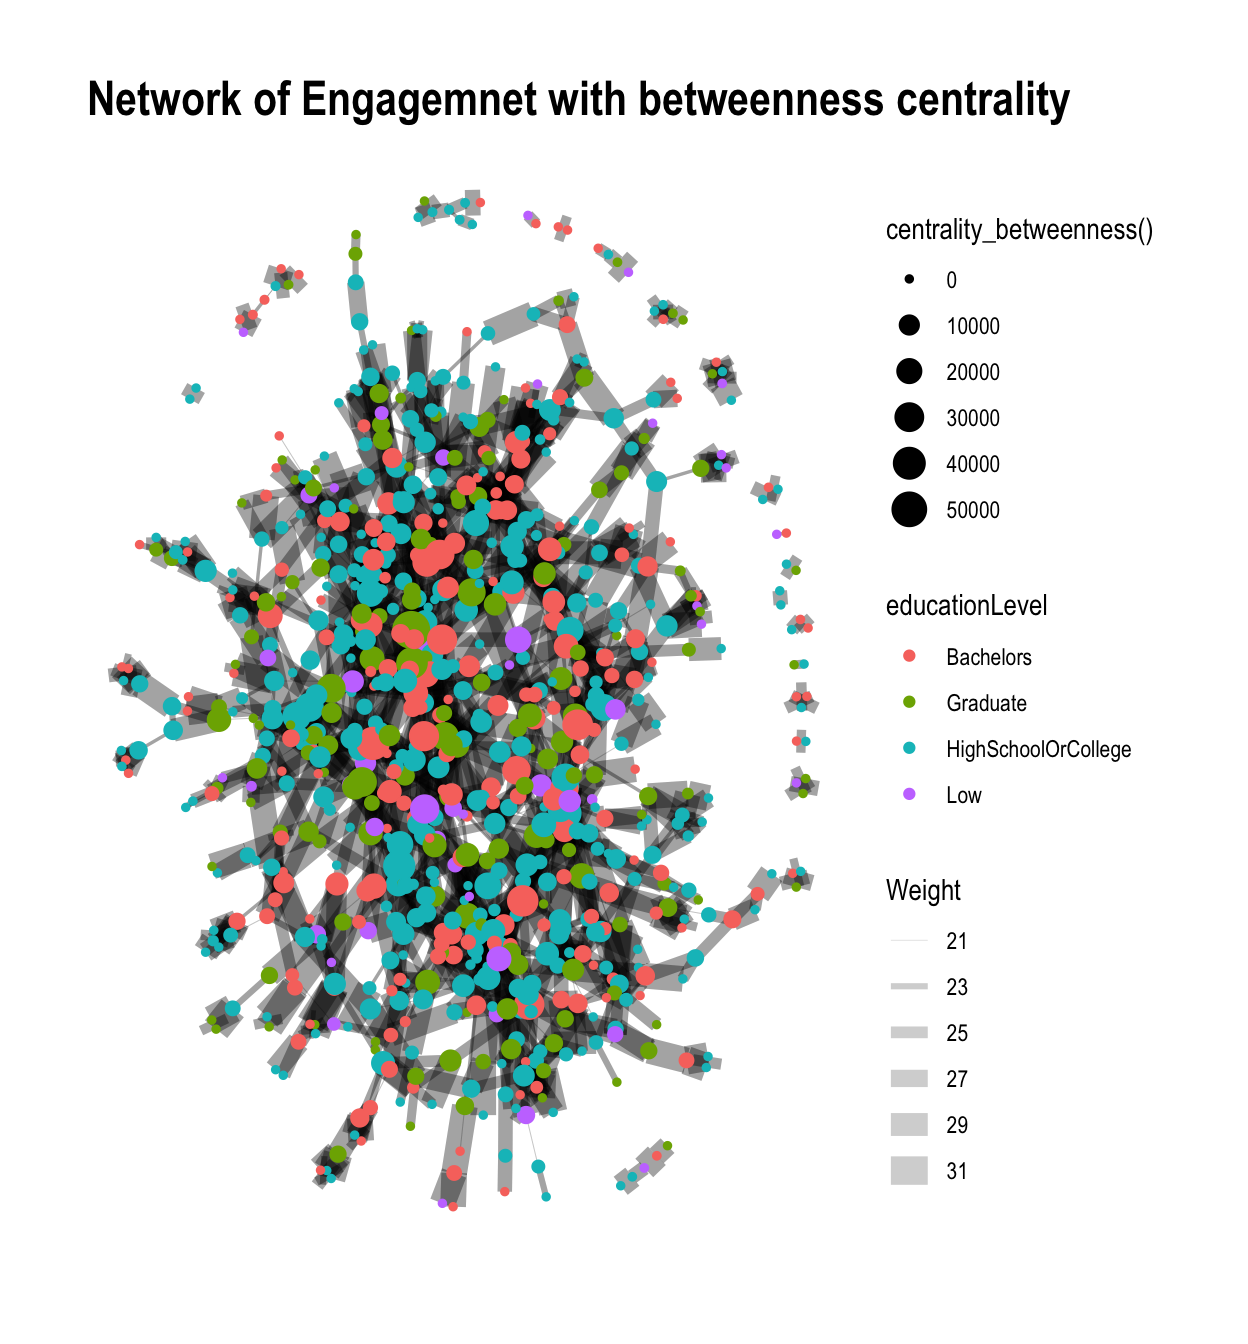 Network of Engagemnet with betweenness centrality
centrality_betweenness()
0
10000
20000
30000
40000
50000
educationLevel
Bachelors
Graduate
HighSchoolOrCollege
Low
Weight
21
23
25
27
29
31